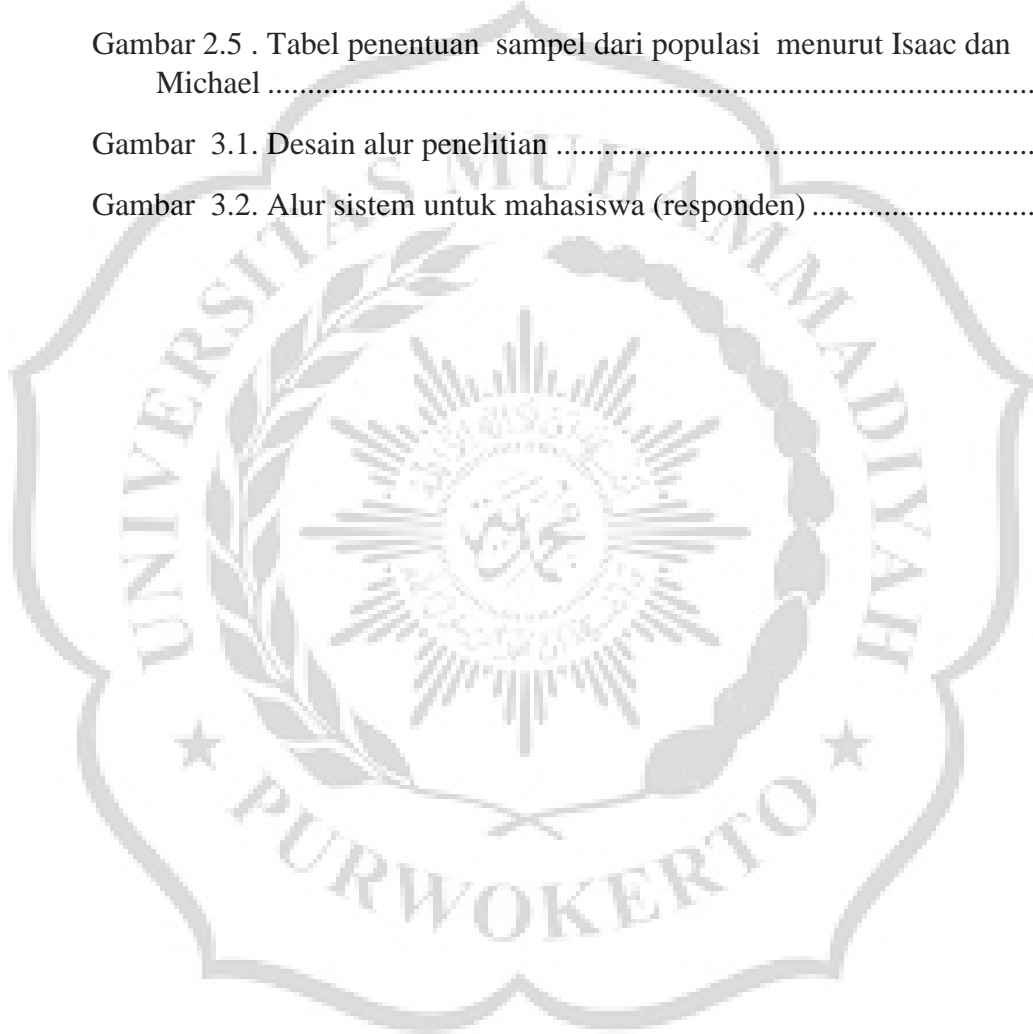 Gambar 2.5 . Tabel penentuan sampel dari populasi menurut Isaac dan
Michael ................................................................................................
Gambar 3.1. Desain alur penelitian ............................................................
Gambar 3.2. Alur sistem untuk mahasiswa (responden) ...........................
UNIVERSITAS MUHAMMADIYAH
PURWOKERTO